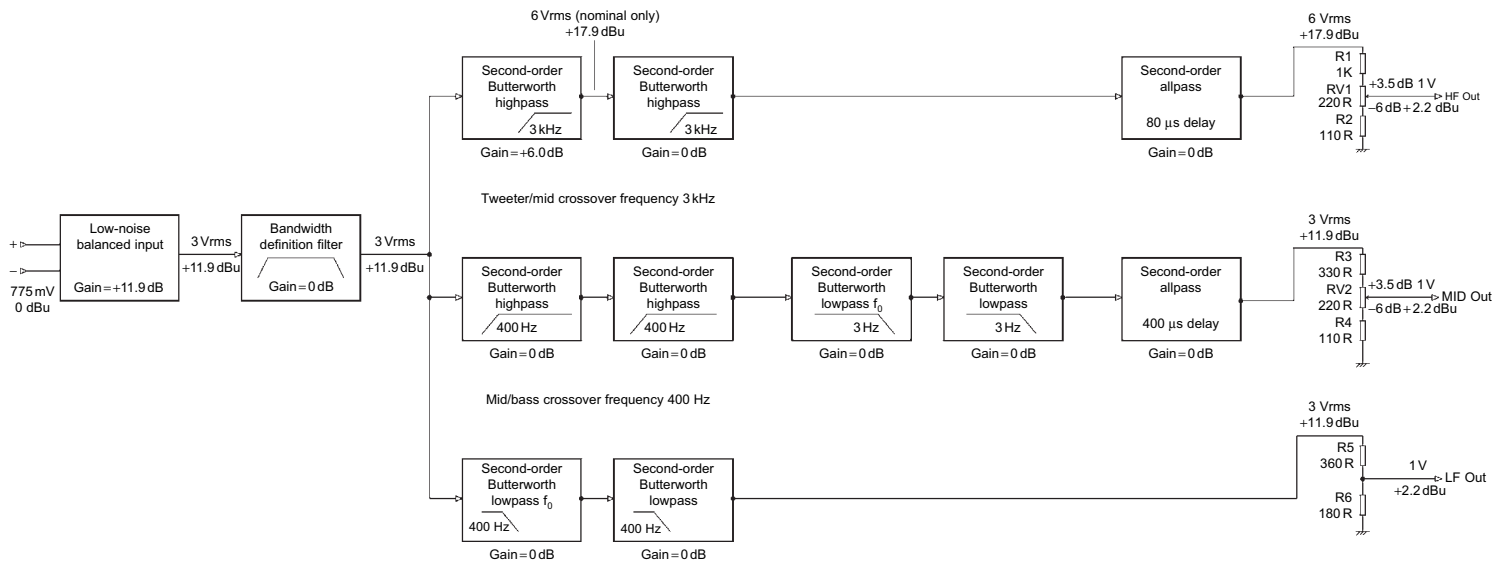 6 Vrms (nominal only)
+17.9 dBu
Second-order
Butterworth
highpass
3 kHz
Gain=+6.0 dB
Second-order
Butterworth
highpass
3 kHz
Gain=0 dB
Second-order
allpass
80 μs delay
Gain=0 dB
6 Vrms
+17.9 dBu
R1
1K
RV1
220 R
R2
110 R
+3.5 dB 1 V
HF Out
−6 dB+2.2 dBu
Tweeter/mid crossover frequency 3 kHz
+
−
775 mV
0 dBu
Low-noise
balanced input
Gain=+11.9 dB
3 Vrms
+11.9 dBu
Bandwidth
definition filter
Gain=0 dB
3 Vrms
+11.9 dBu
Second-order
Butterworth
highpass
400 Hz
Gain=0 dB
Second-order
Butterworth
highpass
400 Hz
Gain=0 dB
Second-order
Butterworth
lowpass f0
3 Hz
Gain=0 dB
Second-order
Butterworth
lowpass
3 Hz
Gain=0 dB
Second-order
allpass
400 μs delay
Gain=0 dB
3 Vrms
+11.9 dBu
R3
330 R
RV2
220 R
R4
110 R
+3.5 dB 1 V
MID Out
−6 dB+2.2 dBu
Mid/bass crossover frequency 400 Hz
Second-order
Butterworth
lowpass f0
400 Hz
Gain=0 dB
Second-order
Butterworth
lowpass
400 Hz
Gain=0 dB
3 Vrms
+11.9 dBu
R5
360 R
R6
180 R
1 V
LF Out
+2.2 dBu